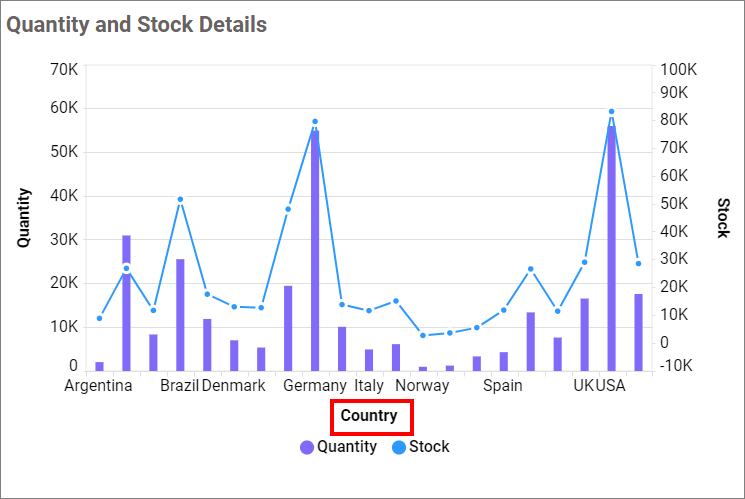 Quantity and Stock Details
70K
60K
50K
40K
30K
20K
10K
0
Quantity
100K
90K
80K
70K
60K
50K
40K
30K
20K
10K
0
-10K
Stock
Argentina Brazil Denmark Germany Italy Norway Spain UK USA
Country
Quantity Stock